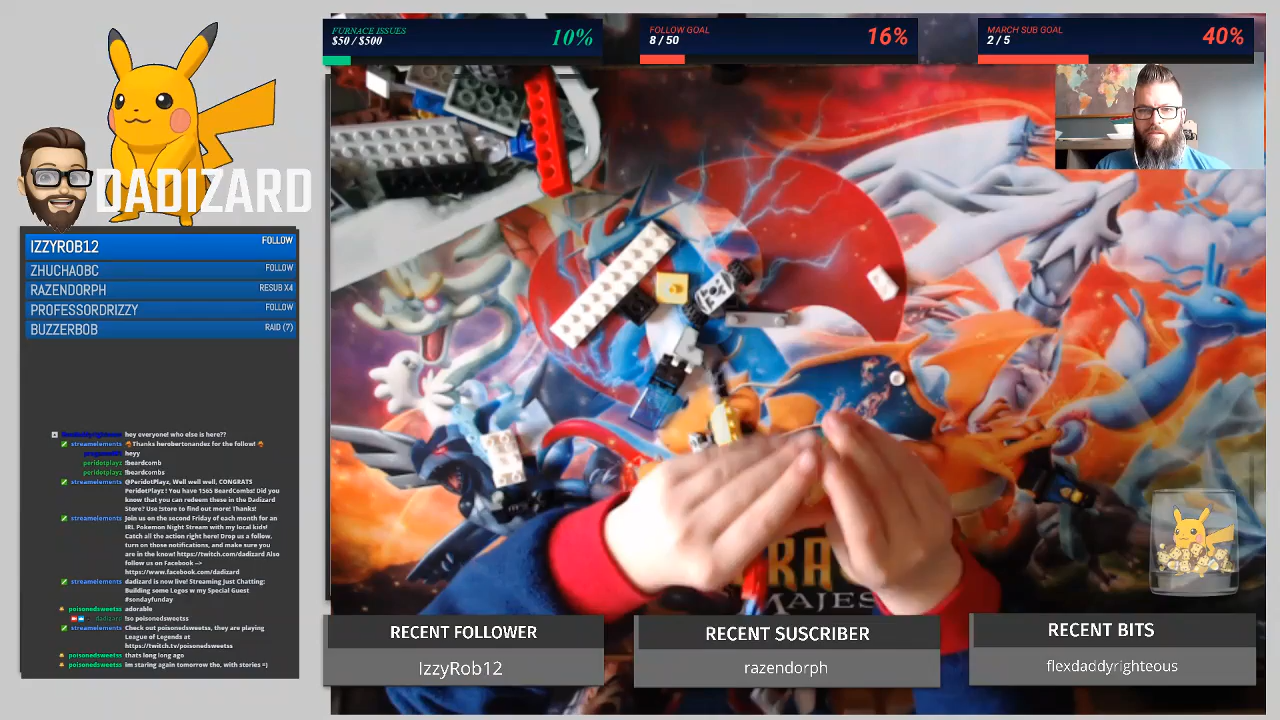 FURNACE ISSUES
$50 / $500
10%
FOLLOW GOAL
8 / 50
16%
MARCH SUB GOAL
2 / 5
40%
DADIZARD
IZZYROB12 FOLLOW
ZHUCHAOBC FOLLOW
RAZENDORPH RESUB X4
PROFESSORDRIZZY FOLLOW
BUZZERBOB RAID (7)
hey everyone! who else is here??
streamelements Thanks herobertonandez for the follow!
heyy
peridotplayz !beardcomb
peridotplayz !beardcombs
streamelements @PeridotPlayz, Well well well, CONGRATS
PeridotPlayz! You have 1565 BeardCombs! Did you
know that you can redeem these in the Dadizard
Store? Use !store to find out more! Thanks!
streamelements Join us on the second Friday of each month for an
IRL Pokemon Night Stream with my local kids!
Catch all the action right here! Drop us a follow,
turn on those notifications, and make sure you
are in the know! https://twitch.com/dadizard Also
follow us on Facebook -->
https://www.facebook.com/dadizard
streamelements dadizard is now live! Streaming Just Chatting:
Building some Legos w my Special Guest
#sondayfunday
poisonedsweetss adorable
dadizard !so poisonedsweetss
streamelements Check out poisonedsweetss, they are playing
League of Legends at
https://twitch.tv/poisonedsweetss
poisonedsweetss thats long long ago
poisonedsweetss Im staring again tomorrow tho, with stories =)
MAJES
RECENT FOLLOWER
IzzyRob12
RECENT SUSCRIBER
razendorph
RECENT BITS
flexdaddyrighteous